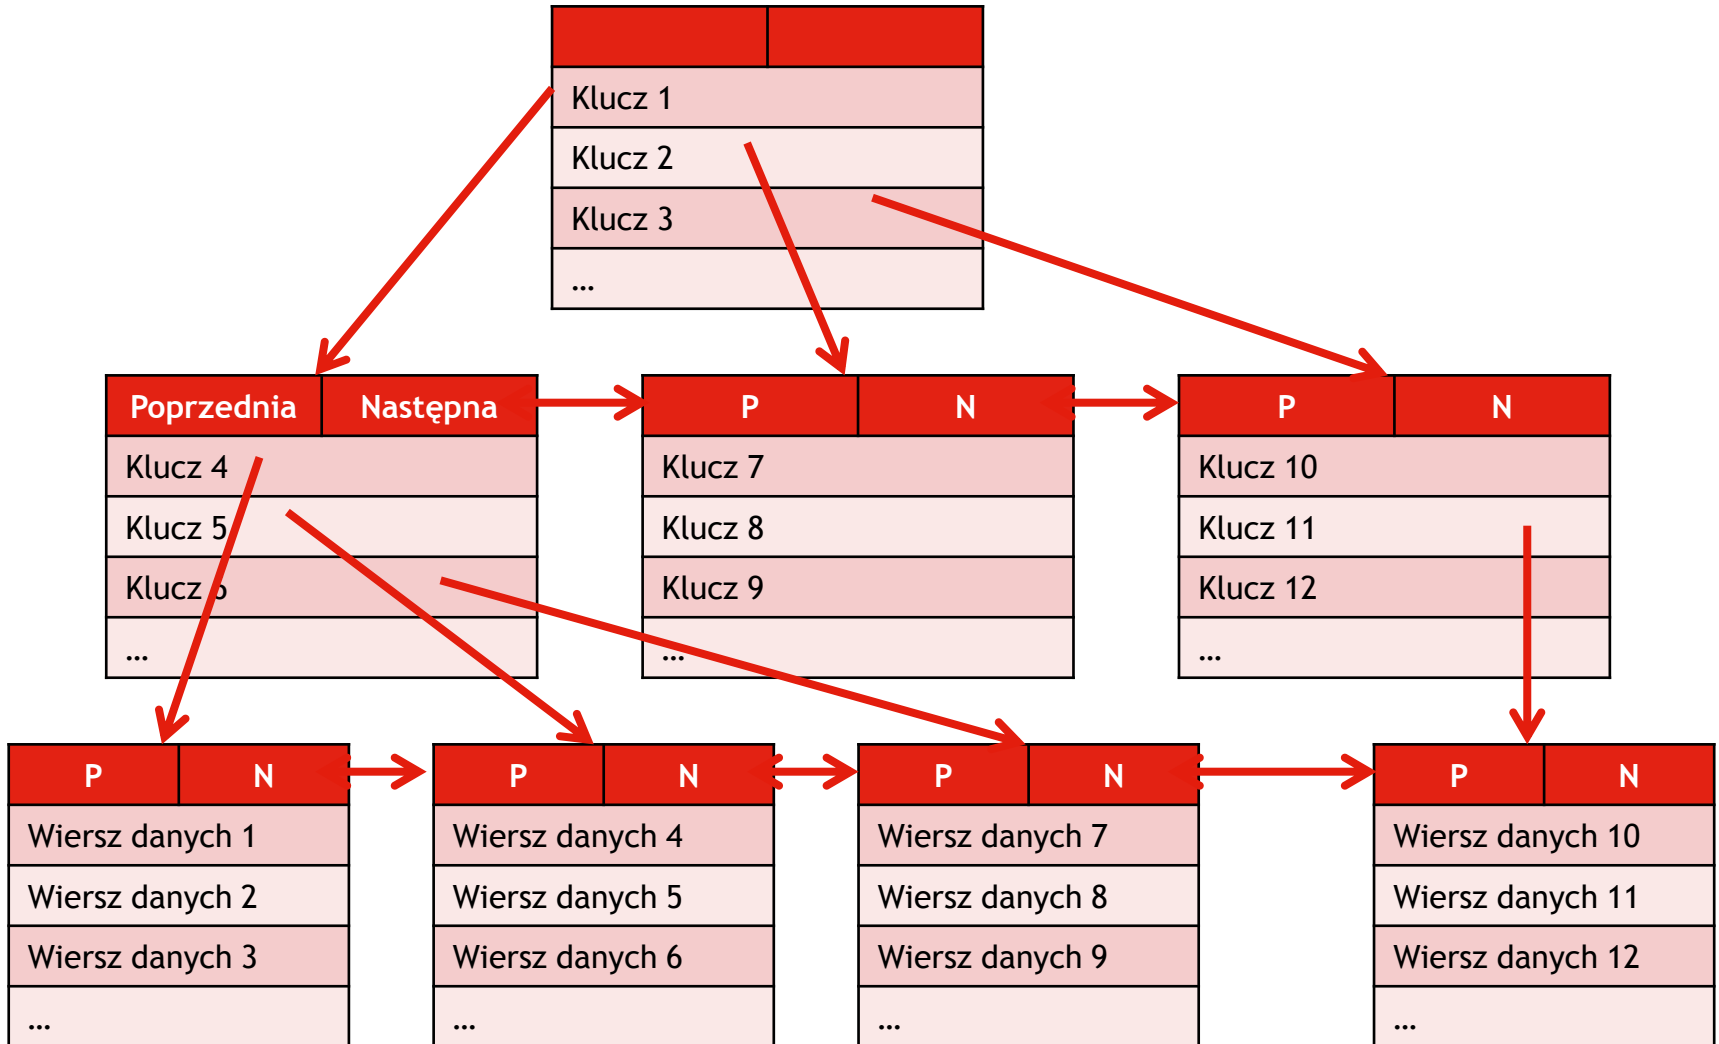 Klucz 1
Klucz 2
Klucz 3
...
Poprzednia Następna
Klucz 4
Klucz 5
Klucz 6
...
P N
Klucz 7
Klucz 8
Klucz 9
...
P N
Klucz 10
Klucz 11
Klucz 12
...
P N
Wiersz danych 1
Wiersz danych 2
Wiersz danych 3
...
P N
Wiersz danych 4
Wiersz danych 5
Wiersz danych 6
...
P N
Wiersz danych 7
Wiersz danych 8
Wiersz danych 9
...
P N
Wiersz danych 10
Wiersz danych 11
Wiersz danych 12
...